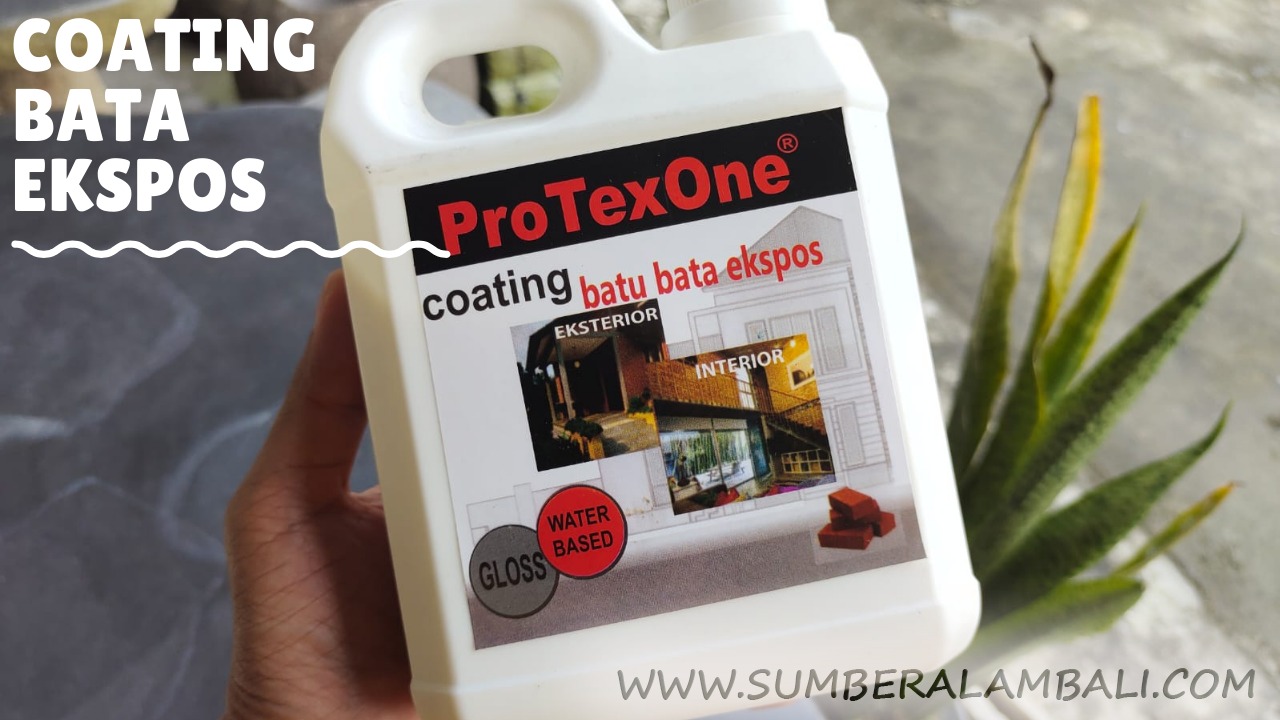 COATING
BATA
EKSPOS
ProTexOne®
coating batu bata ekspos
EKSTERIOR
INTERIOR
WATER
BASED
GLOSS
WWW.SUMBERALAMBALI.COM